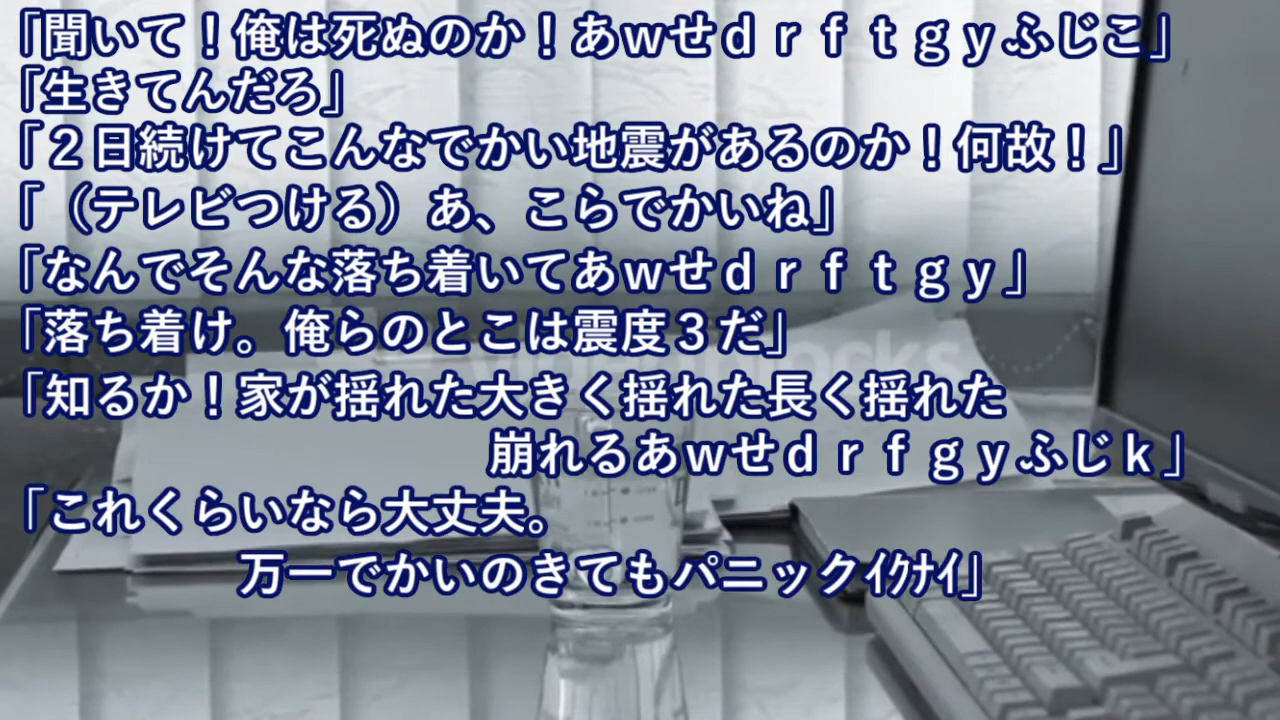 「聞いて！俺は死ぬのか！あｗせｄｒｆｔｇｙふじこ」
「生きてんだろ」
「２日続けてこんなでかい地震があるのか！何故！」
「（テレビつける）あ、こらでかいね」
「なんでそんな落ち着いてあｗせｄｒｆｔｇｙ」
「落ち着け。俺らのとこは震度３だ」
「知るか！家が揺れた大きく揺れた長く揺れた
崩れるあｗせｄｒｆｇｙふじｋ」
「これくらいなら大丈夫。
万一でかいのきてもパニックｲｸﾅｲ」